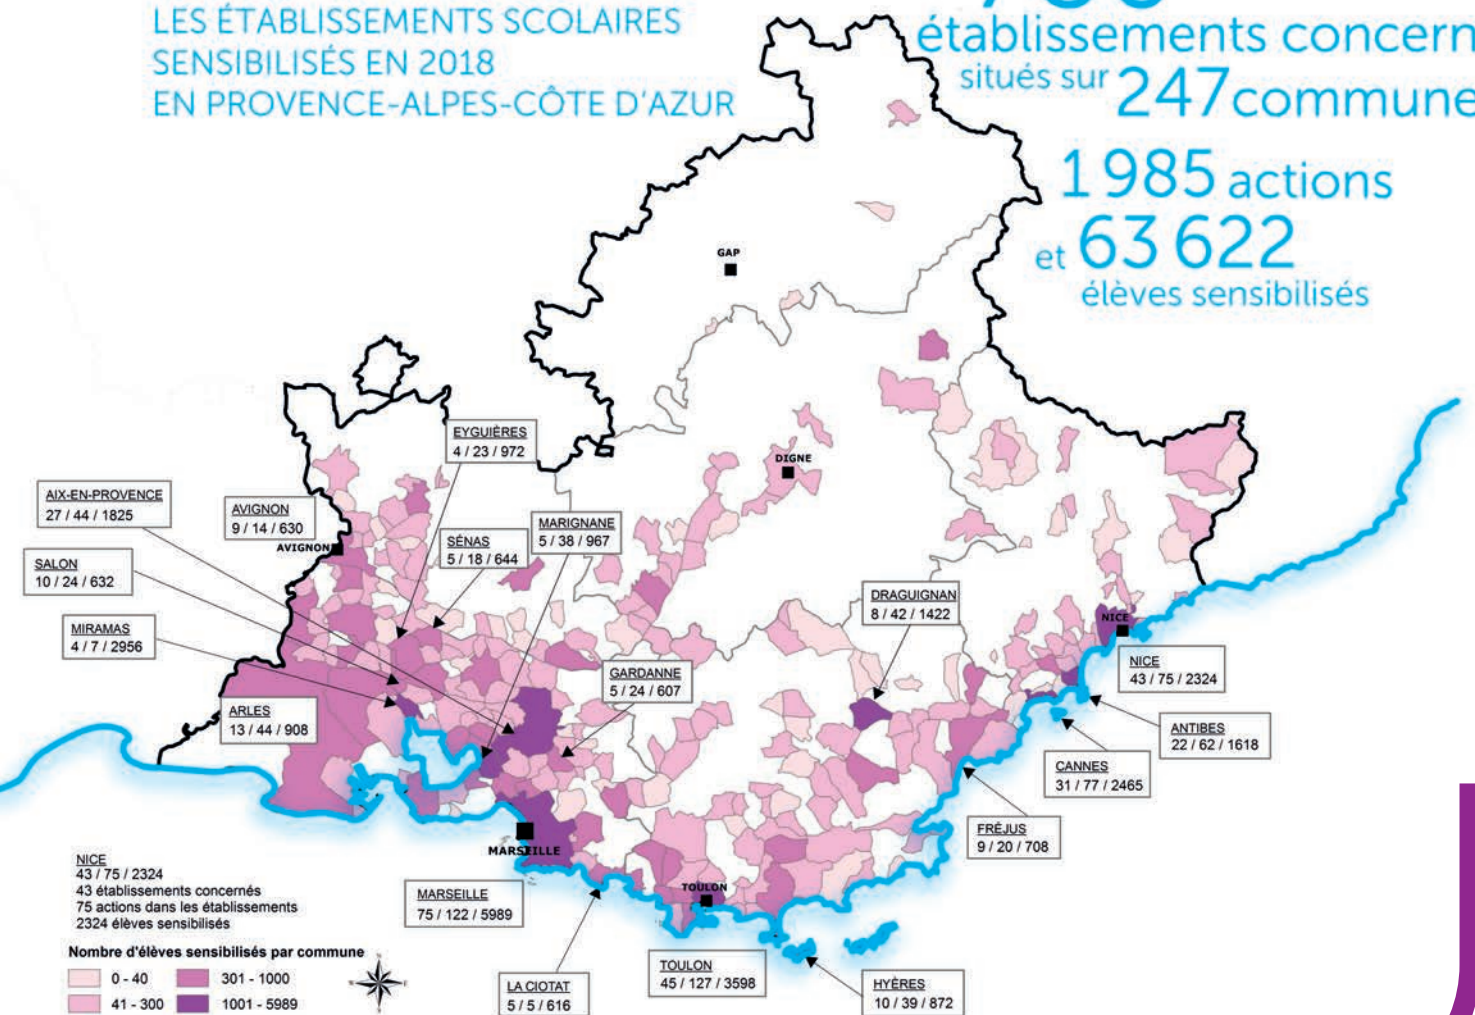 LES ÉTABLISSEMENTS SCOLAIRES
SENSIBILISÉS EN 2018
EN PROVENCE-ALPES-CÔTE D'AZUR
établissements
situés sur 247
1 985 actions
et 63 622
élèves sensibilisés
GAP
DIGNE
EYGUIÈRES
4 / 23 / 972
AIX-EN-PROVENCE
27 / 44 / 1825
AVIGNON
9 / 14 / 630
AVIGNON
MARIGNANE
5 / 38 / 967
SÉNAS
5 / 18 / 644
SALON
10 / 24 / 632
MIRAMAS
4 / 7 / 2956
DRAGUIGNAN
8 / 42 / 1422
NICE
NICE
43 / 75 / 2324
GARDANNE
5 / 24 / 607
ARLES
13 / 44 / 908
ANTIBES
22 / 62 / 1618
CANNES
31 / 77 / 2465
FRÉJUS
9 / 20 / 708
MARSEILLE
MARSEILLE
75 / 122 / 5989
TOULON
TOULON
45 / 127 / 3598
LA CIOTAT
5 / 5 / 616
HYÈRES
10 / 39 / 872
NICE
43 / 75 / 2324
43 établissements concernés
75 actions dans les établissements
2324 élèves sensibilisés
Nombre d'élèves sensibilisés par commune
0 - 40
301 - 1000
41 - 300
1001 - 5989